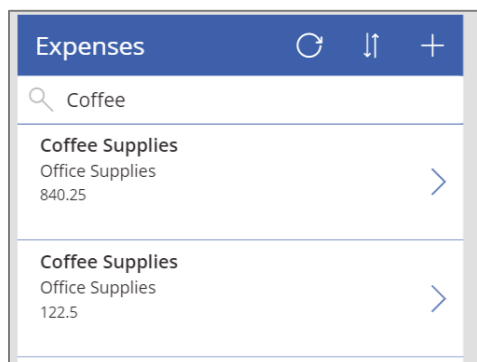 Expenses
Coffee
Coffee Supplies
Office Supplies
840.25
Coffee Supplies
Office Supplies
122.5